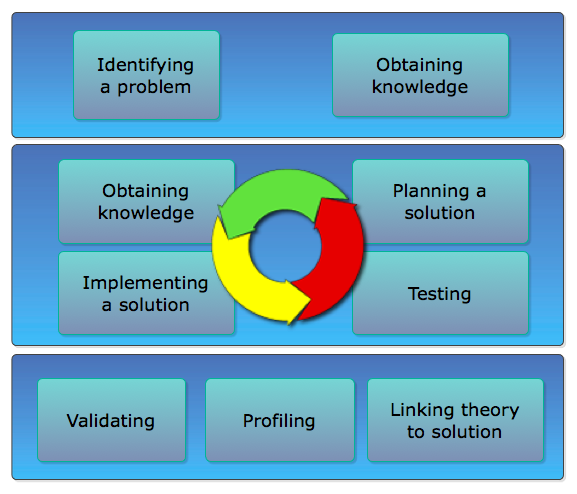 Identifying
a problem
Obtaining
knowledge
Obtaining
knowledge
Planning a
solution
Implementing
a solution
Testing
Validating
Profiling
Linking theory
to solution